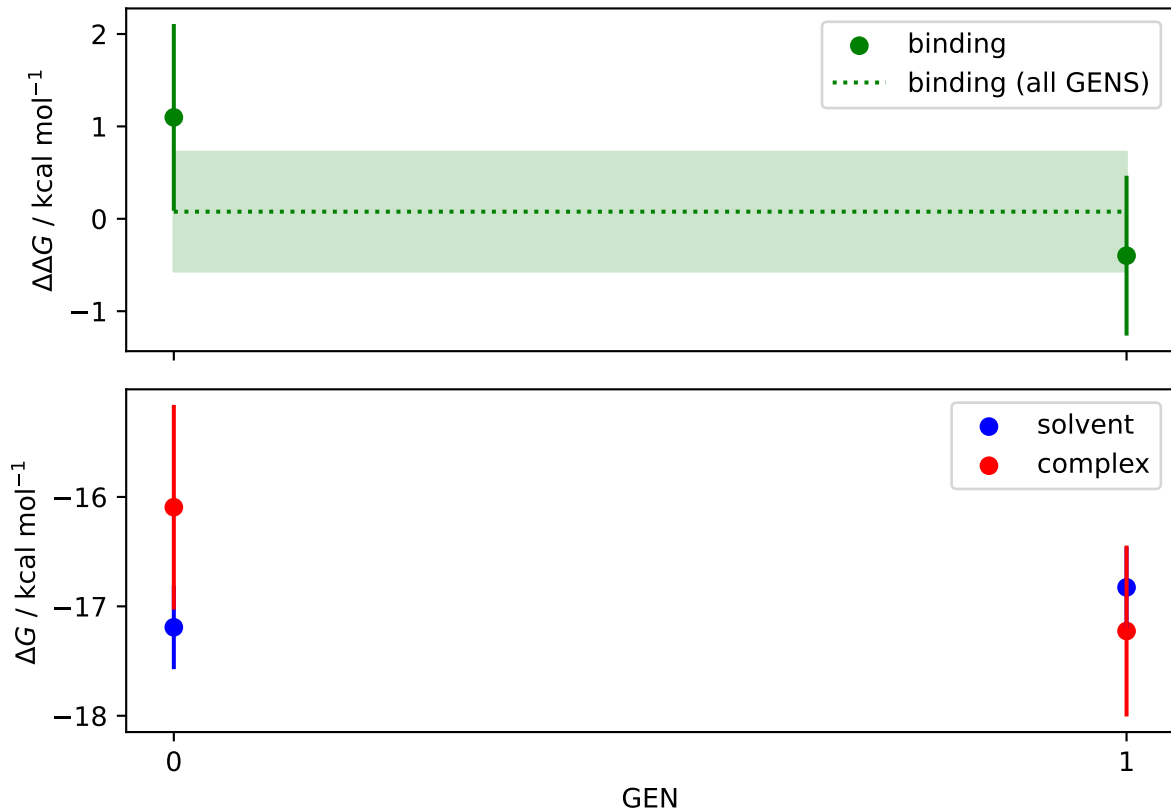 2
1
0
−1
ΔΔG / kcal mol⁻¹
binding
binding (all GENS)
−16
−17
−18
ΔG / kcal mol⁻¹
solvent
complex
0
1
GEN